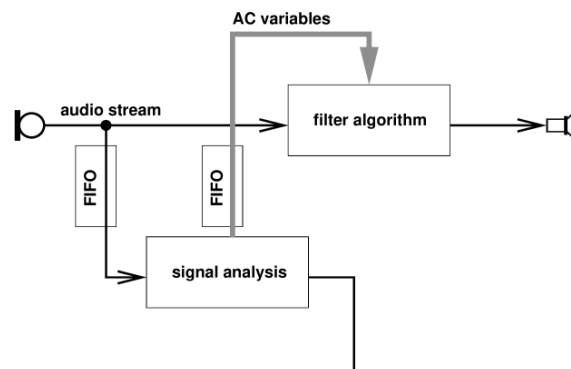 AC variables
audio stream
filter algorithm
FIFO
FIFO
signal analysis